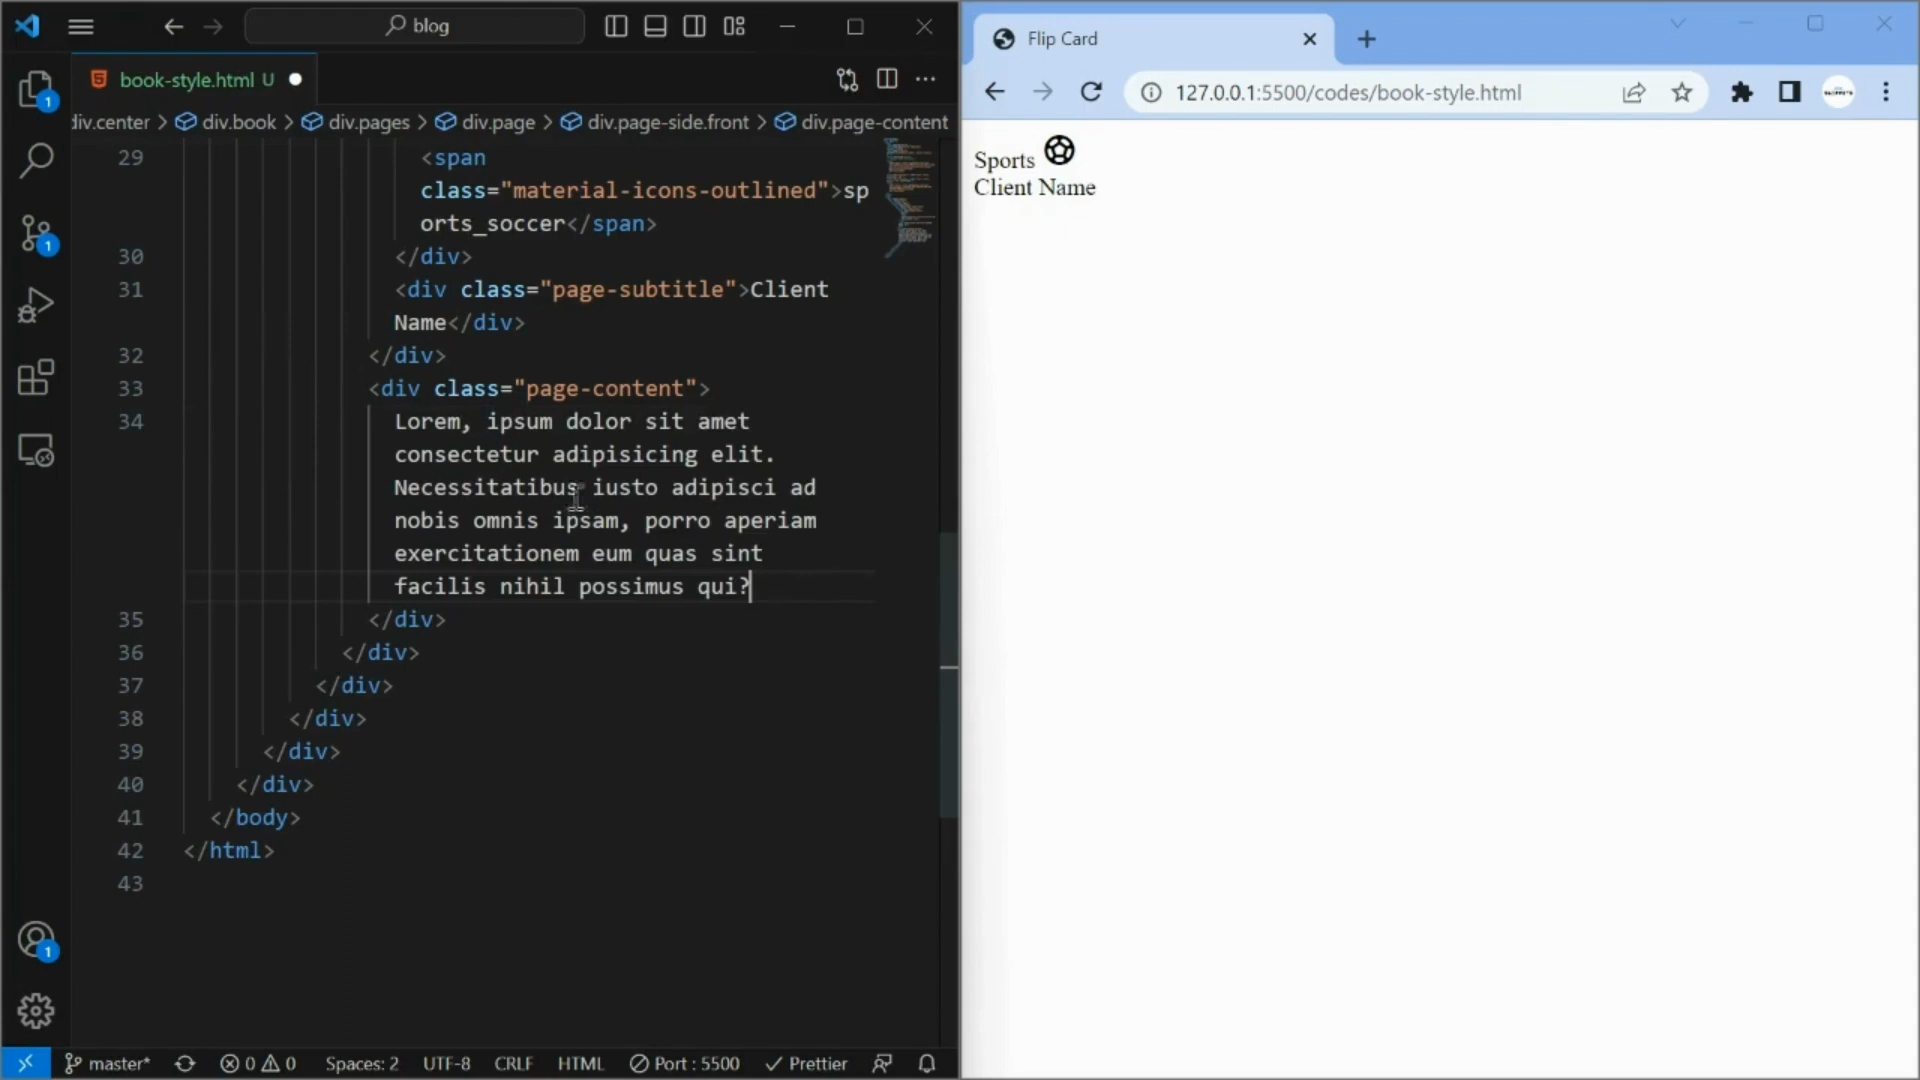 blog
book-style.html U
div.center > div.book > div.pages > div.page > div.page-side.front > div.page-content
29 <span
class="material-icons-outlined">sp
orts_soccer</span>
30 </div>
31 <div class="page-subtitle">Client
Name</div>
32 </div>
33 <div class="page-content">
34 Lorem, ipsum dolor sit amet
consectetur adipisicing elit.
Necessitatibus iusto adipisci ad
nobis omnis ipsam, porro aperiam
exercitationem eum quas sint
facilis nihil possimus qui?
35 </div>
36 </div>
37 </div>
38 </div>
39 </div>
40 </div>
41 </body>
42 </html>
43
1
1
1
master* 0 0 Spaces: 2 UTF-8 CRLF HTML Port : 5500 Prettier
Flip Card
127.0.0.1:5500/codes/book-style.html
Sports
Client Name